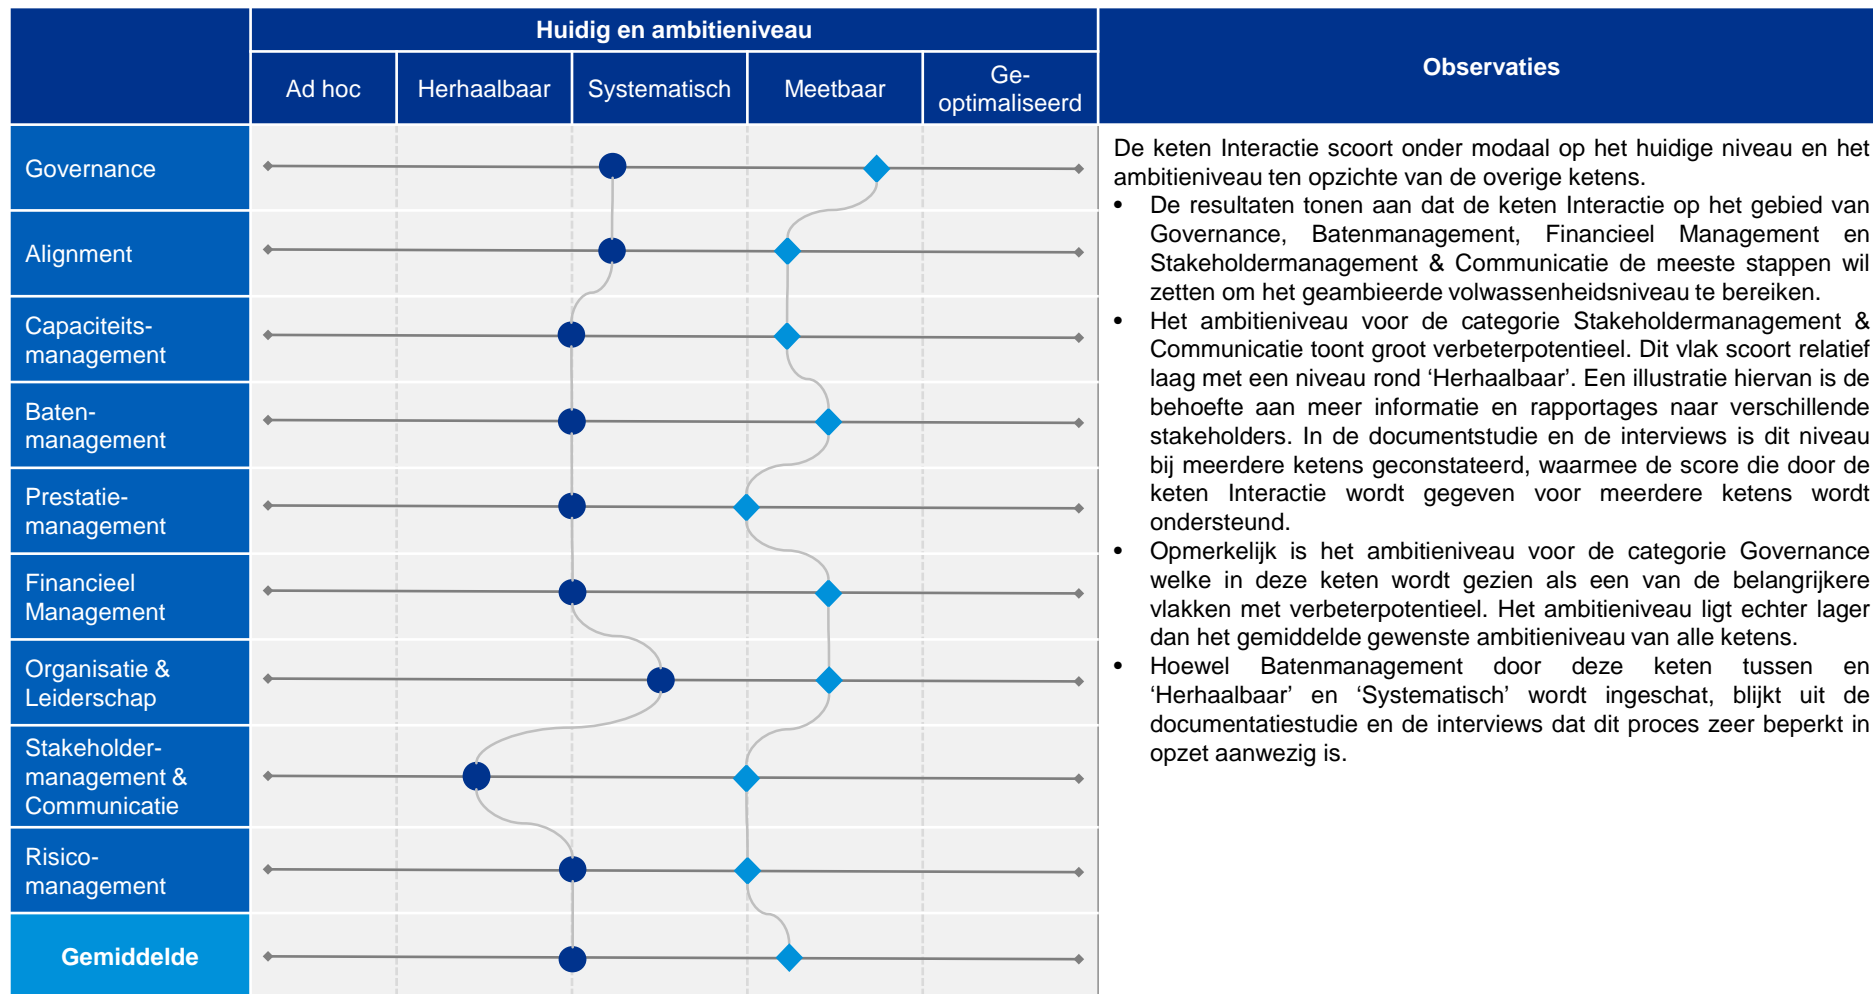 Huidig en ambitieniveau
Observaties
Ad hoc
Herhaalbaar
Systematisch
Meetbaar
Ge-
optimaliseerd
Governance
Alignment
Capaciteits-
management
Baten-
management
Prestatie-
management
Financieel
Management
Organisatie &
Leiderschap
Stakeholder-
management &
Communicatie
Risico-
management
Gemiddelde
De keten Interactie scoort onder modaal op het huidige niveau en het
ambitieniveau ten opzichte van de overige ketens.
• De resultaten tonen aan dat de keten Interactie op het gebied van
Governance, Batenmanagement, Financieel Management en
Stakeholdermanagement & Communicatie de meeste stappen wil
zetten om het geambieerde volwassenheidsniveau te bereiken.
• Het ambitieniveau voor de categorie Stakeholdermanagement &
Communicatie toont groot verbeterpotentieel. Dit vlak scoort relatief
laag met een niveau rond ‘Herhaalbaar’. Een illustratie hiervan is de
behoefte aan meer informatie en rapportages naar verschillende
stakeholders. In de documentstudie en de interviews is dit niveau
bij meerdere ketens geconstateerd, waarmee de score die door de
keten Interactie wordt gegeven voor meerdere ketens wordt
ondersteund.
• Opmerkelijk is het ambitieniveau voor de categorie Governance
welke in deze keten wordt gezien als een van de belangrijkere
vlakken met verbeterpotentieel. Het ambitieniveau ligt echter lager
dan het gemiddelde gewenste ambitieniveau van alle ketens.
• Hoewel Batenmanagement door deze keten tussen en
‘Herhaalbaar’ en ‘Systematisch’ wordt ingeschat, blijkt uit de
documentatiestudie en de interviews dat dit proces zeer beperkt in
opzet aanwezig is.